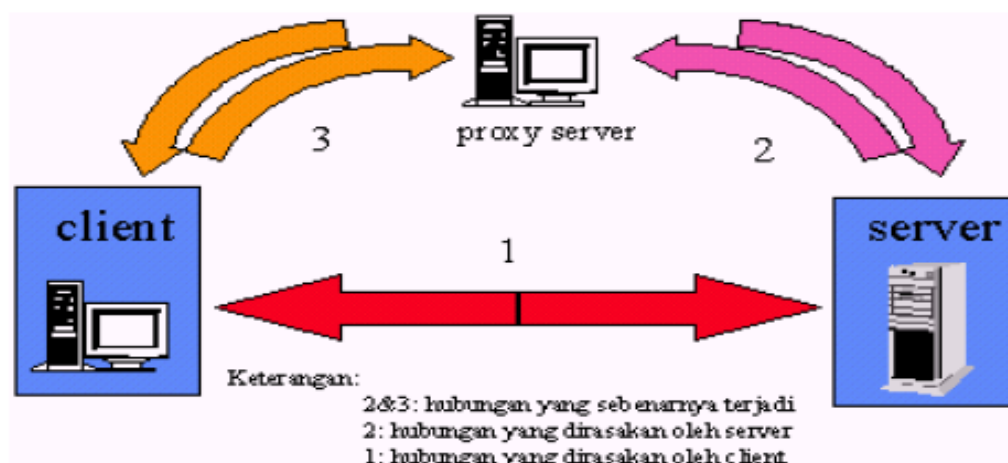 proxy server
3
2
client
server
1
Keterangan:
2&3: hubungan yang sebenarnya terjadi
2: hubungan yang dirasakan oleh server
1: hubungan yang dirasakan oleh client